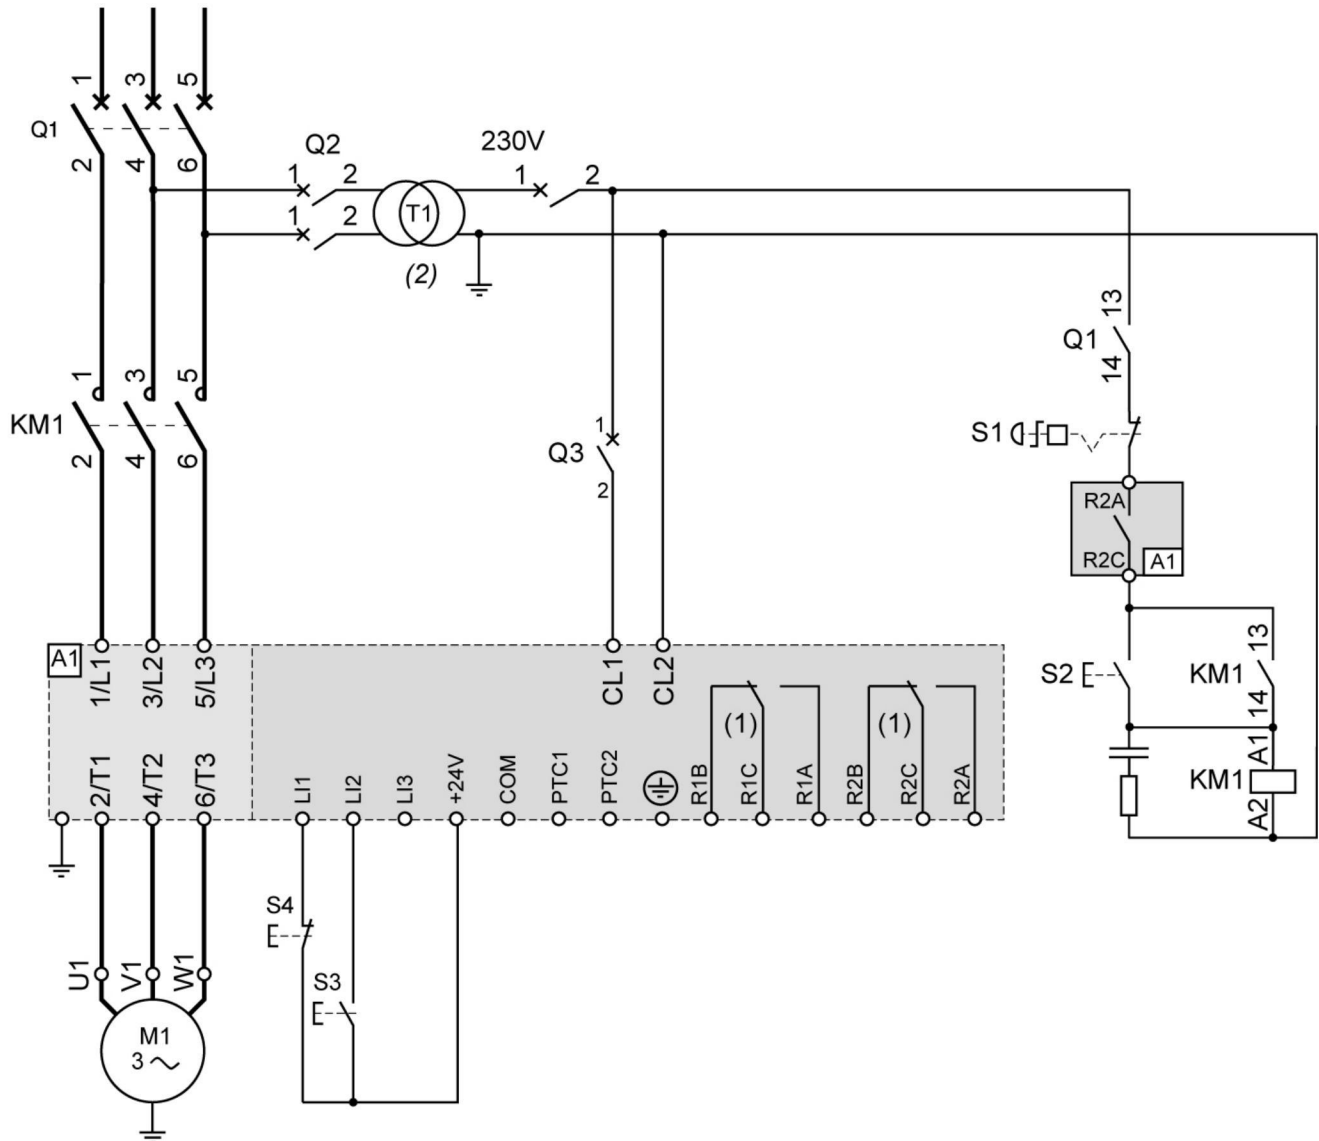 1 3 5
Q1
2 4 6
Q2
230V
1 2
1 2
1 2
T1
(2)
13
Q1
14
1 3 5
KM1
2 4 6
1
Q3
2
S1
R2A
R2C A1
A1
1/L1 3/L2 5/L3
CL1 CL2
13
S2 KM1
14
(1) (1)
2/T1 4/T2 6/T3
LI1 LI2 LI3 +24V COM PTC1 PTC2 R1B R1C R1A R2B R2C R2A
A1
KM1
A2
S4
S3
U1 V1 W1
M1
3